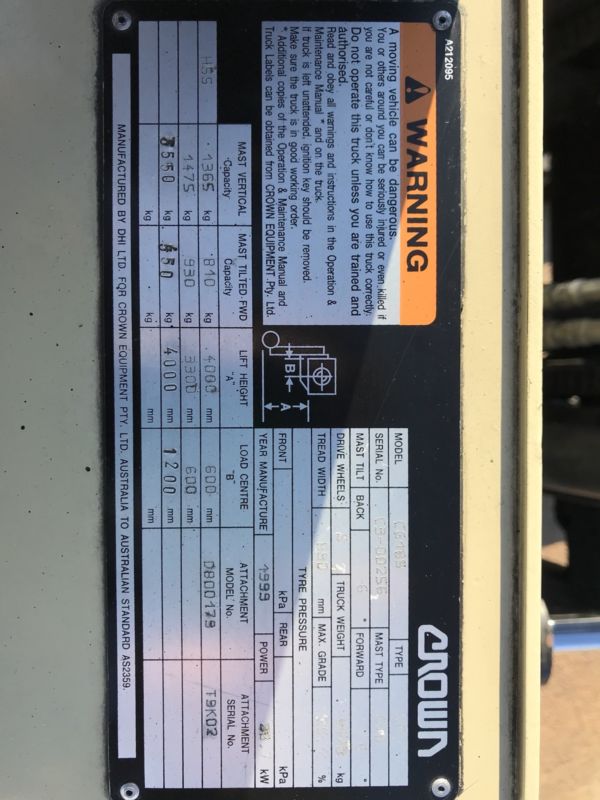 A212095
WARNING
A moving vehicle can be dangerous.
You or others around you can be seriously injured or even killed if
you are not careful or don't know how to use this truck correctly.
Do not operate this truck unless you are trained and
authorised.
Read and obey all warnings and instructions in the Operation &
Maintenance Manual * and on the truck.
If truck is left unattended, ignition key should be removed.
Make sure the truck is in good working order.
* Additional copies of the Operation & Maintenance Manual and
Truck Labels can be obtained from CROWN EQUIPMENT Pty. Ltd.
CROWN
MODEL TYPE
SERIAL No. MAST TYPE
MAST TILT BACK 6 ° FORWARD °
DRIVE WHEELS TRUCK WEIGHT kg
TREAD WIDTH mm MAX. GRADE %
TYRE PRESSURE
FRONT kPa REAR kPa
YEAR MANUFACTURE 1999 POWER kW
B
A
MAST VERTICAL MAST TILTED FWD LIFT HEIGHT LOAD CENTRE ATTACHMENT ATTACHMENT
Capacity Capacity "A" "B" MODEL No. SERIAL No.
HSS 1365 kg 810 kg 4000 mm 600 mm D800179 T9K02
1475 kg 930 kg 3300 mm 600 mm
kg kg 4000 mm 1200 mm
kg kg mm mm
MANUFACTURED BY DHI LTD. FOR CROWN EQUIPMENT PTY. LTD. AUSTRALIA TO AUSTRALIAN STANDARD AS2359.